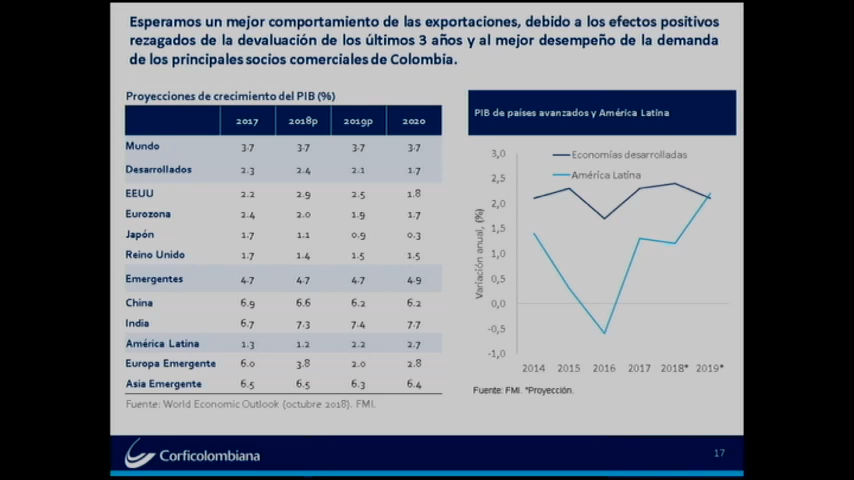 Esperamos un mejor comportamiento de las exportaciones, debido a los efectos positivos
rezagados de la devaluación de los últimos 3 años y al mejor desempeño de la demanda
de los principales socios comerciales de Colombia.
Proyecciones de crecimiento del PIB (%)
2017 2018p 2019p 2020
Mundo 3.7 3.7 3.7 3.7
Desarrollados 2.3 2.4 2.1 1.7
EEUU 2.2 2.9 2.5 1.8
Eurozona 2.4 2.0 1.9 1.7
Japón 1.7 1.1 0.9 0.3
Reino Unido 1.7 1.4 1.5 1.5
Emergentes 4.7 4.7 4.7 4.9
China 6.9 6.6 6.2 6.2
India 6.7 7.3 7.4 7.7
América Latina 1.3 1.2 2.2 2.7
Europa Emergente 6.0 3.8 2.0 2.8
Asia Emergente 6.5 6.5 6.3 6.4
Fuente: World Economic Outlook (octubre 2018). FMI.
PIB de países avanzados y América Latina
Economías desarrolladas
América Latina
Variación anual, (%)
3,0
2,5
2,0
1,5
1,0
0,5
0,0
-0,5
-1,0
2014 2015 2016 2017 2018* 2019*
Fuente: FMI. *Proyección.
Corficolombiana
17